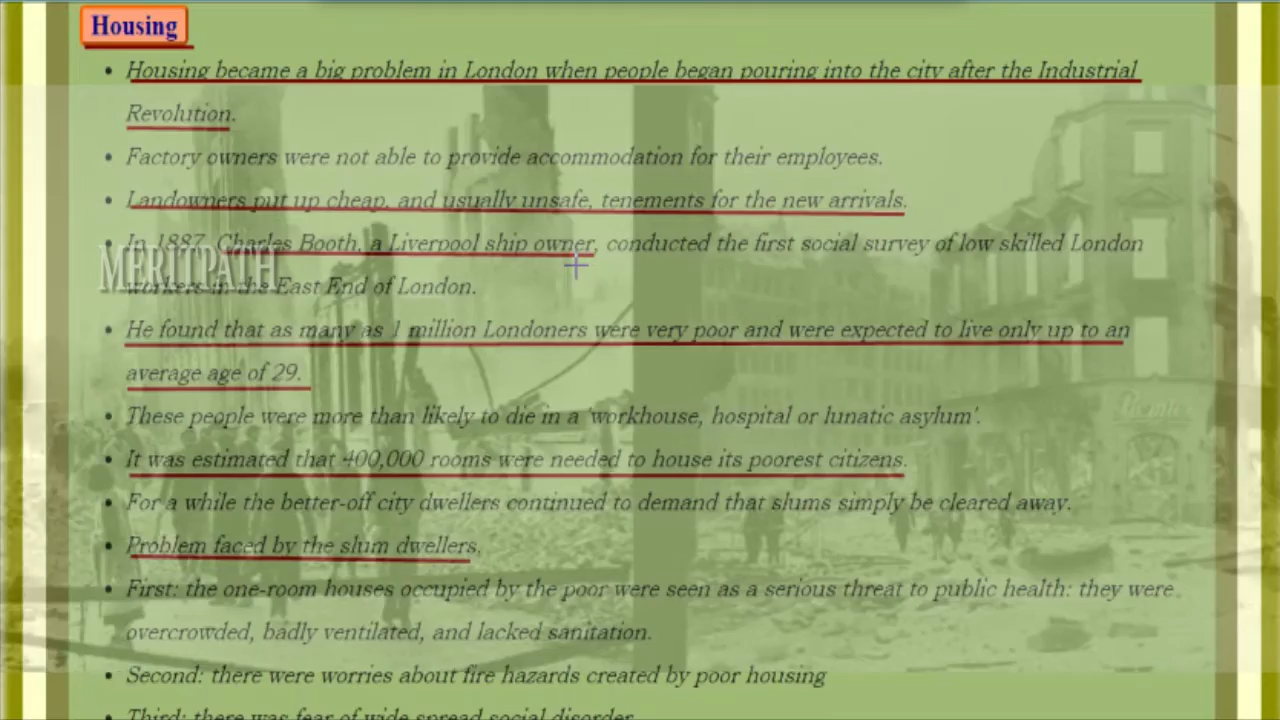 Housing
• Housing became a big problem in London when people began pouring into the city after the Industrial
Revolution.
• Factory owners were not able to provide accommodation for their employees.
• Landowners put up cheap, and usually unsafe, tenements for the new arrivals.
• In 1887, Charles Booth, a Liverpool ship owner, conducted the first social survey of low skilled London
MERITPATH
workers in the East End of London.
• He found that as many as 1 million Londoners were very poor and were expected to live only up to an
average age of 29.
• These people were more than likely to die in a 'workhouse, hospital or lunatic asylum'.
• It was estimated that 400,000 rooms were needed to house its poorest citizens.
• For a while the better-off city dwellers continued to demand that slums simply be cleared away.
• Problem faced by the slum dwellers,
• First: the one-room houses occupied by the poor were seen as a serious threat to public health: they were
overcrowded, badly ventilated, and lacked sanitation.
• Second: there were worries about fire hazards created by poor housing
• Third: there was fear of wide spread social disorder